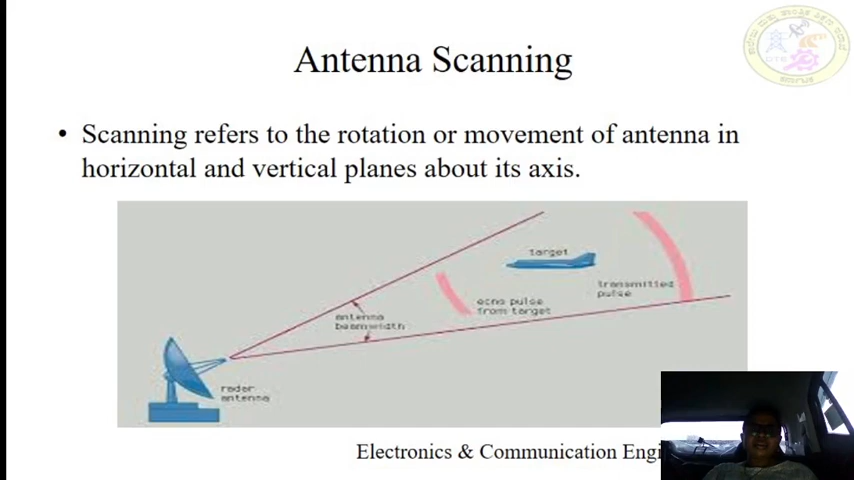 Antenna Scanning
• Scanning refers to the rotation or movement of antenna in
horizontal and vertical planes about its axis.
target
transmitted
pulse
echo pulse
from target
antenna
beamwidth
radar
antenna
Electronics & Communication Engi
DTE